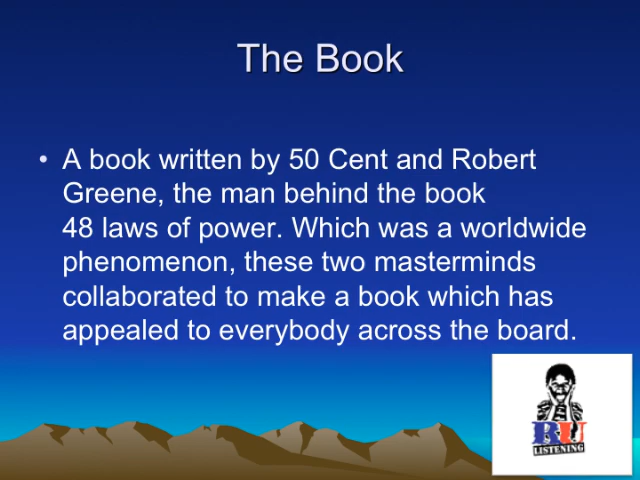 The Book
• A book written by 50 Cent and Robert
Greene, the man behind the book
48 laws of power. Which was a worldwide
phenomenon, these two masterminds
collaborated to make a book which has
appealed to everybody across the board.
RU
LISTENING